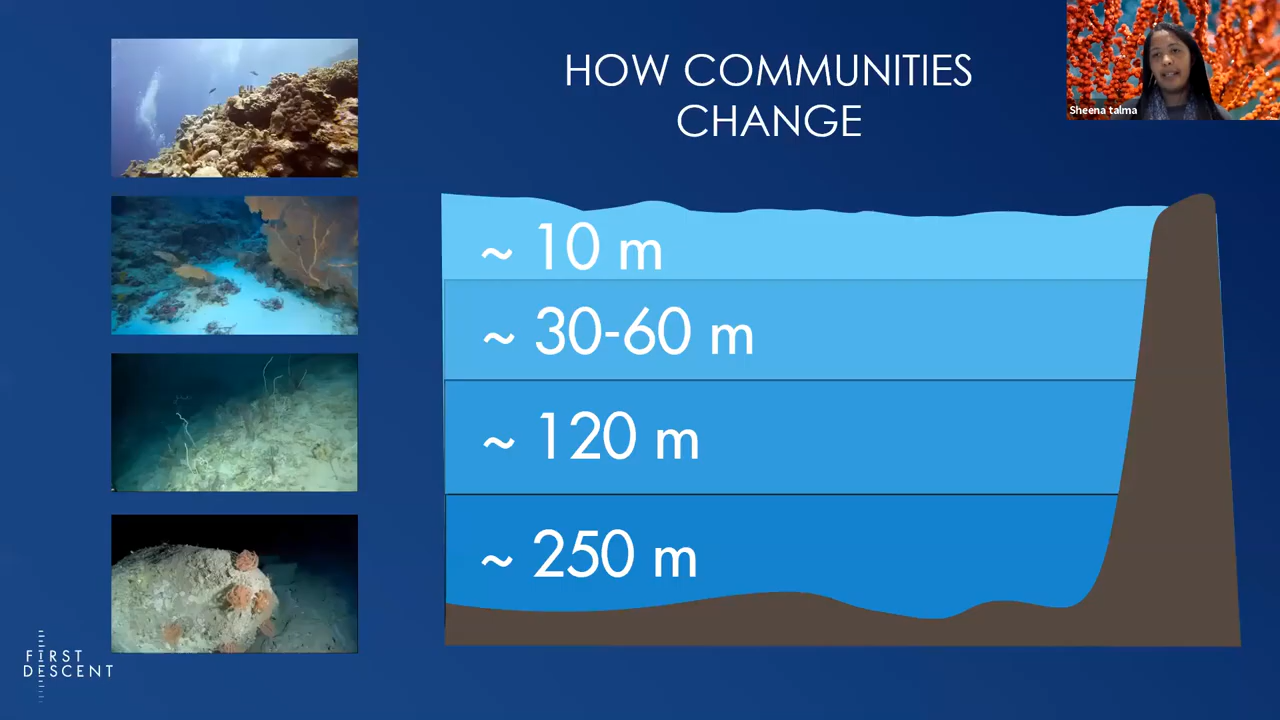 HOW COMMUNITIES
CHANGE
Sheena talma
~ 10 m
~ 30-60 m
~ 120 m
~ 250 m
FIRST
DESCENT